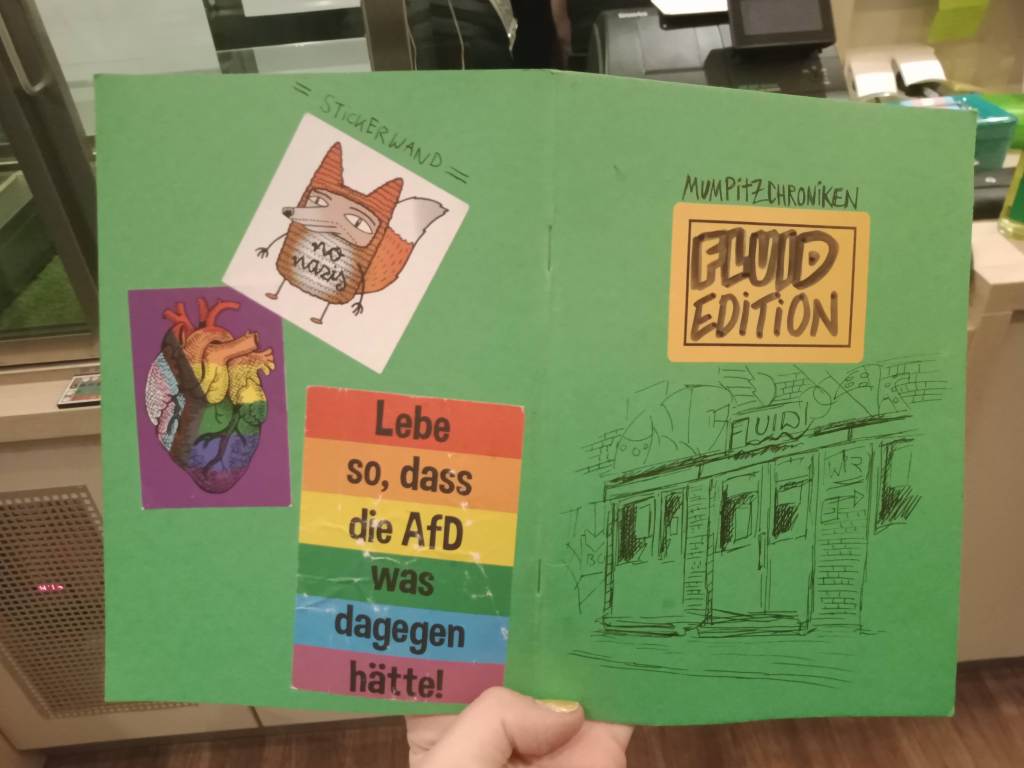 = STICKERWAND =
no
nazis
Lebe
so, dass
die AfD
was
dagegen
hätte!
MUMPITZCHRONIKEN
FLUID
EDITION
FLUID